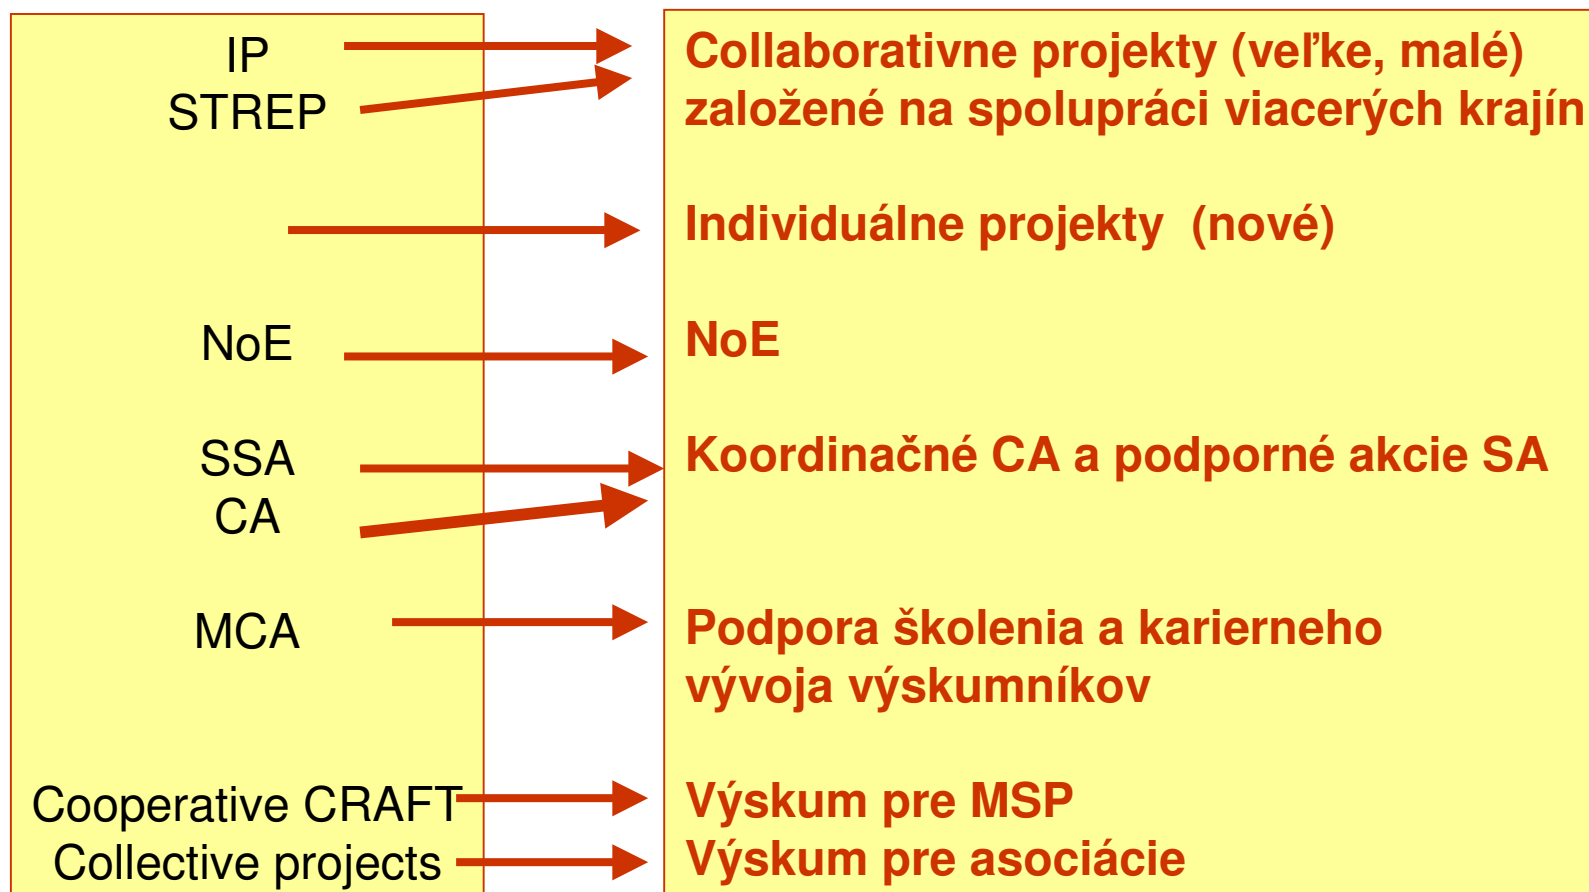 IP
STREP
NoE
SSA
CA
MCA
Cooperative CRAFT
Collective projects
Collaborativne projekty (veľke, malé)
založené na spolupráci viacerých krajín
Individuálne projekty (nové)
NoE
Koordinačné CA a podporné akcie SA
Podpora školenia a karierneho
vývoja výskumníkov
Výskum pre MSP
Výskum pre asociácie